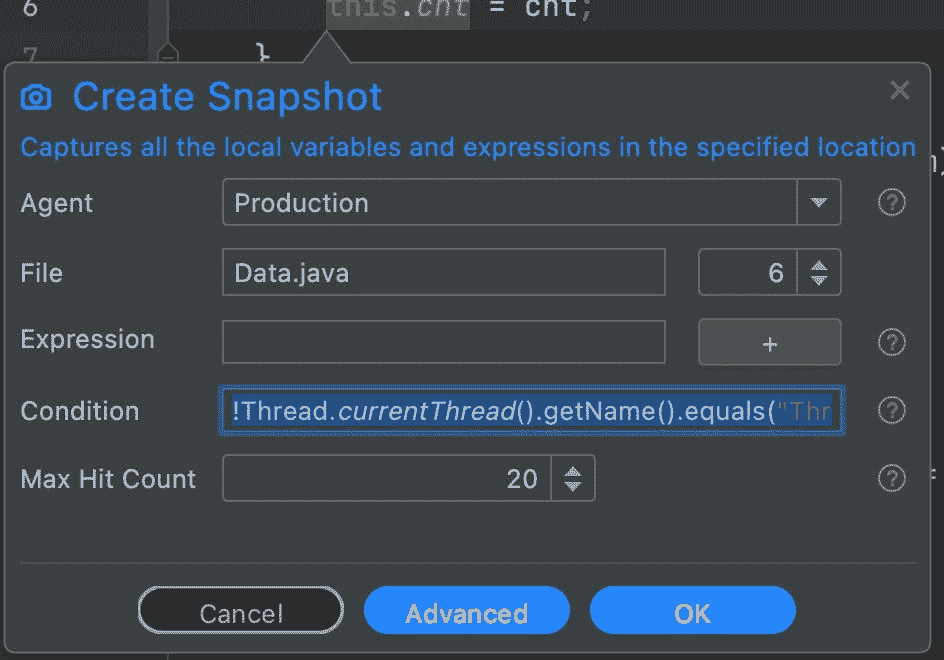 6 this.cnt = cnt;
7 }
Create Snapshot
Captures all the local variables and expressions in the specified location
Agent Production ?
File Data.java 6
Expression + ?
Condition !Thread.currentThread().getName().equals("Thr ?
Max Hit Count 20 ?
Cancel Advanced OK